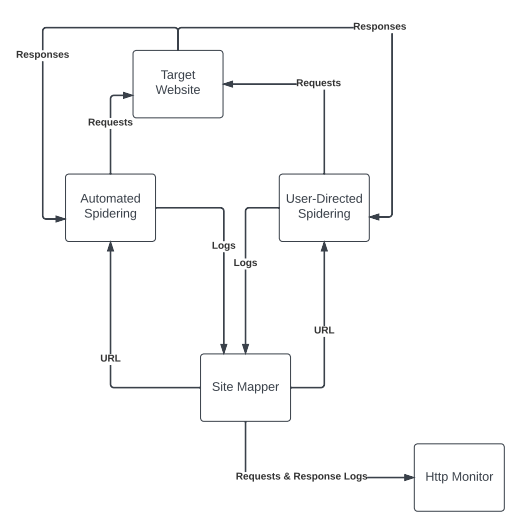 Responses
Responses
Target
Website
Requests
Requests
Automated
Spidering
User-Directed
Spidering
Logs
Logs
URL
URL
Site Mapper
Requests & Response Logs
Http Monitor